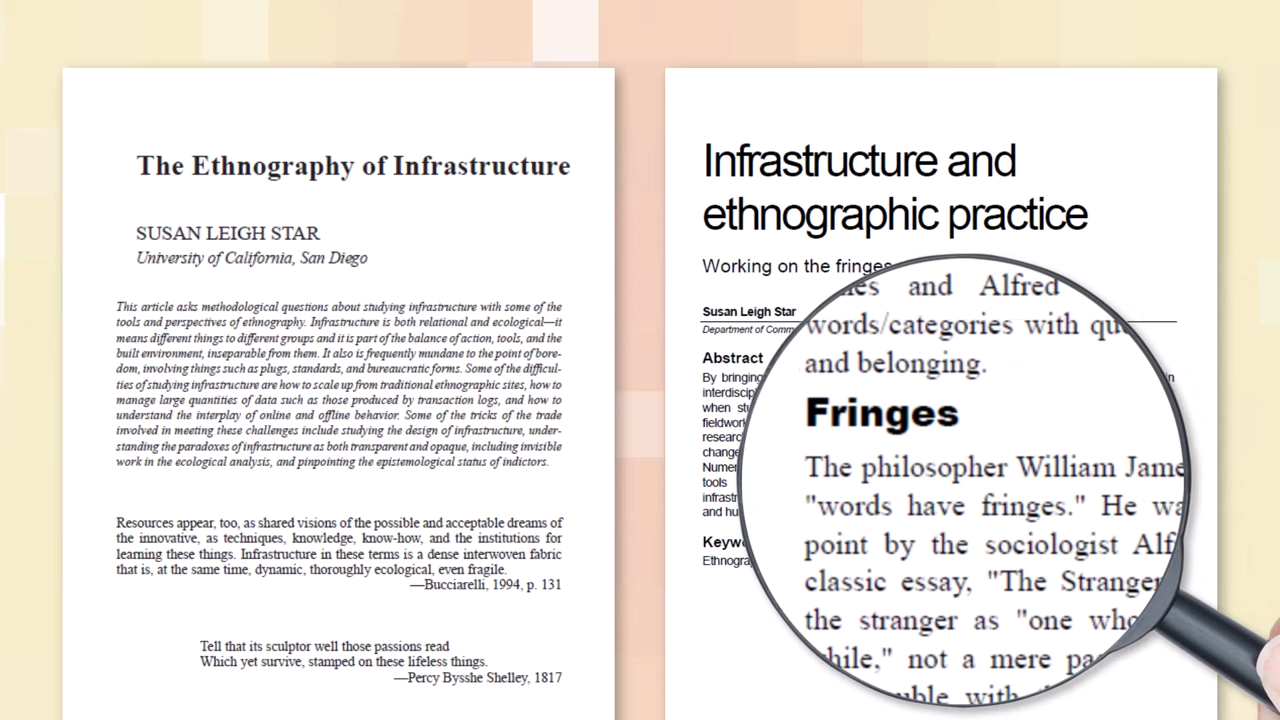 The Ethnography of Infrastructure
SUSAN LEIGH STAR
University of California, San Diego
This article asks methodological questions about studying infrastructure with some of the
tools and perspectives of ethnography. Infrastructure is both relational and ecological—it
means different things to different groups and it is part of the balance of action, tools, and the
built environment, inseparable from them. It also is frequently mundane to the point of bore-
dom, involving things such as plugs, standards, and bureaucratic forms. Some of the difficul-
ties of studying infrastructure are how to scale up from traditional ethnographic sites, how to
manage large quantities of data such as those produced by transaction logs, and how to
understand the interplay of online and offline behavior. Some of the tricks of the trade
involved in meeting these challenges include studying the design of infrastructure, under-
standing the paradoxes of infrastructure as both transparent and opaque, including invisible
work in the ecological analysis, and pinpointing the epistemological status of indictors.
Resources appear, too, as shared visions of the possible and acceptable dreams of
the innovative, as techniques, knowledge, know-how, and the institutions for
learning these things. Infrastructure in these terms is a dense interwoven fabric
that is, at the same time, dynamic, thoroughly ecological, even fragile.
—Bucciarelli, 1994, p. 131
Tell that its sculptor well those passions read
Which yet survive, stamped on these lifeless things.
—Percy Bysshe Shelley, 1817
Infrastructure and
ethnographic practice
Working on the fringes
Susan Leigh Star
Department of
Abstract
By bringing
when
and
Fringes
and Alfred
words/categories with
and belonging.
Fringes
The philosopher William
"words have fringes." He
point by the sociologist
classic essay, "The Stranger
the stranger as "one
not a mere
with